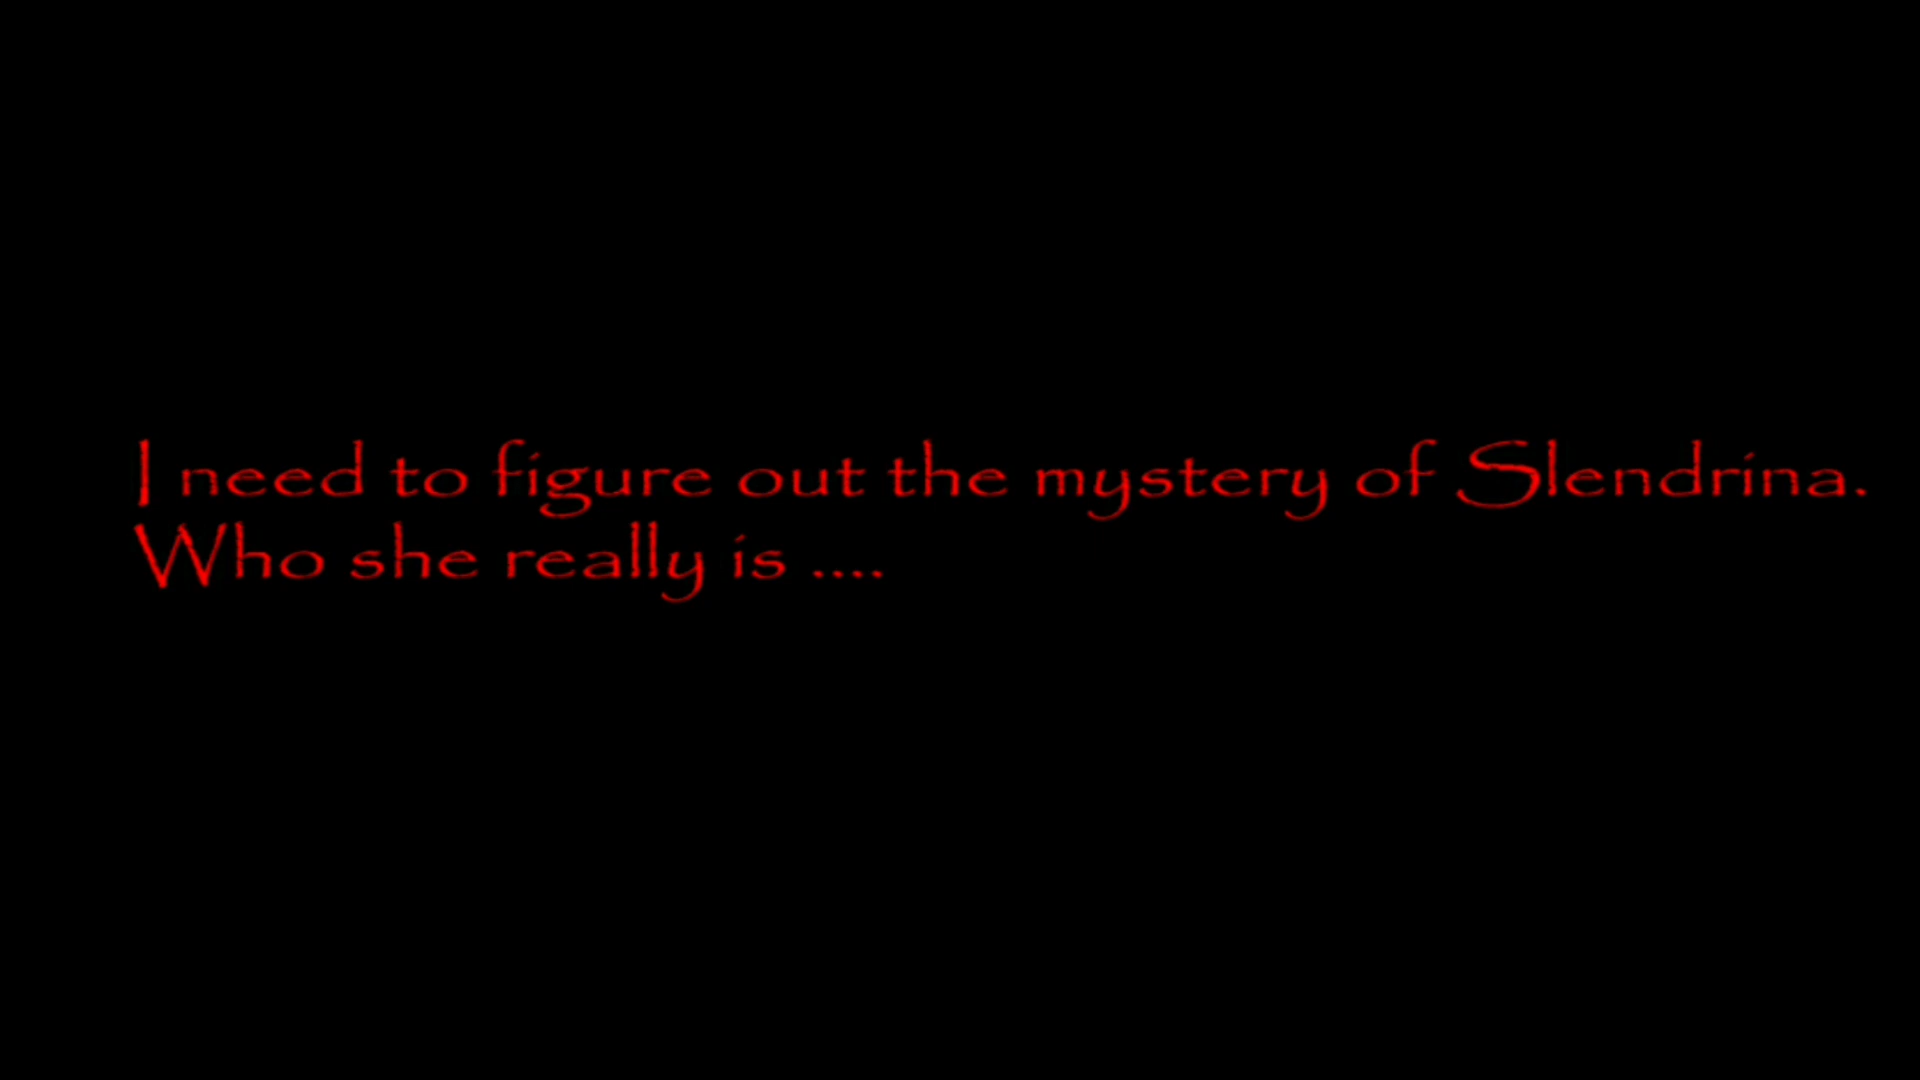 I need to figure out the mystery of Slendrina.
Who she really is ....